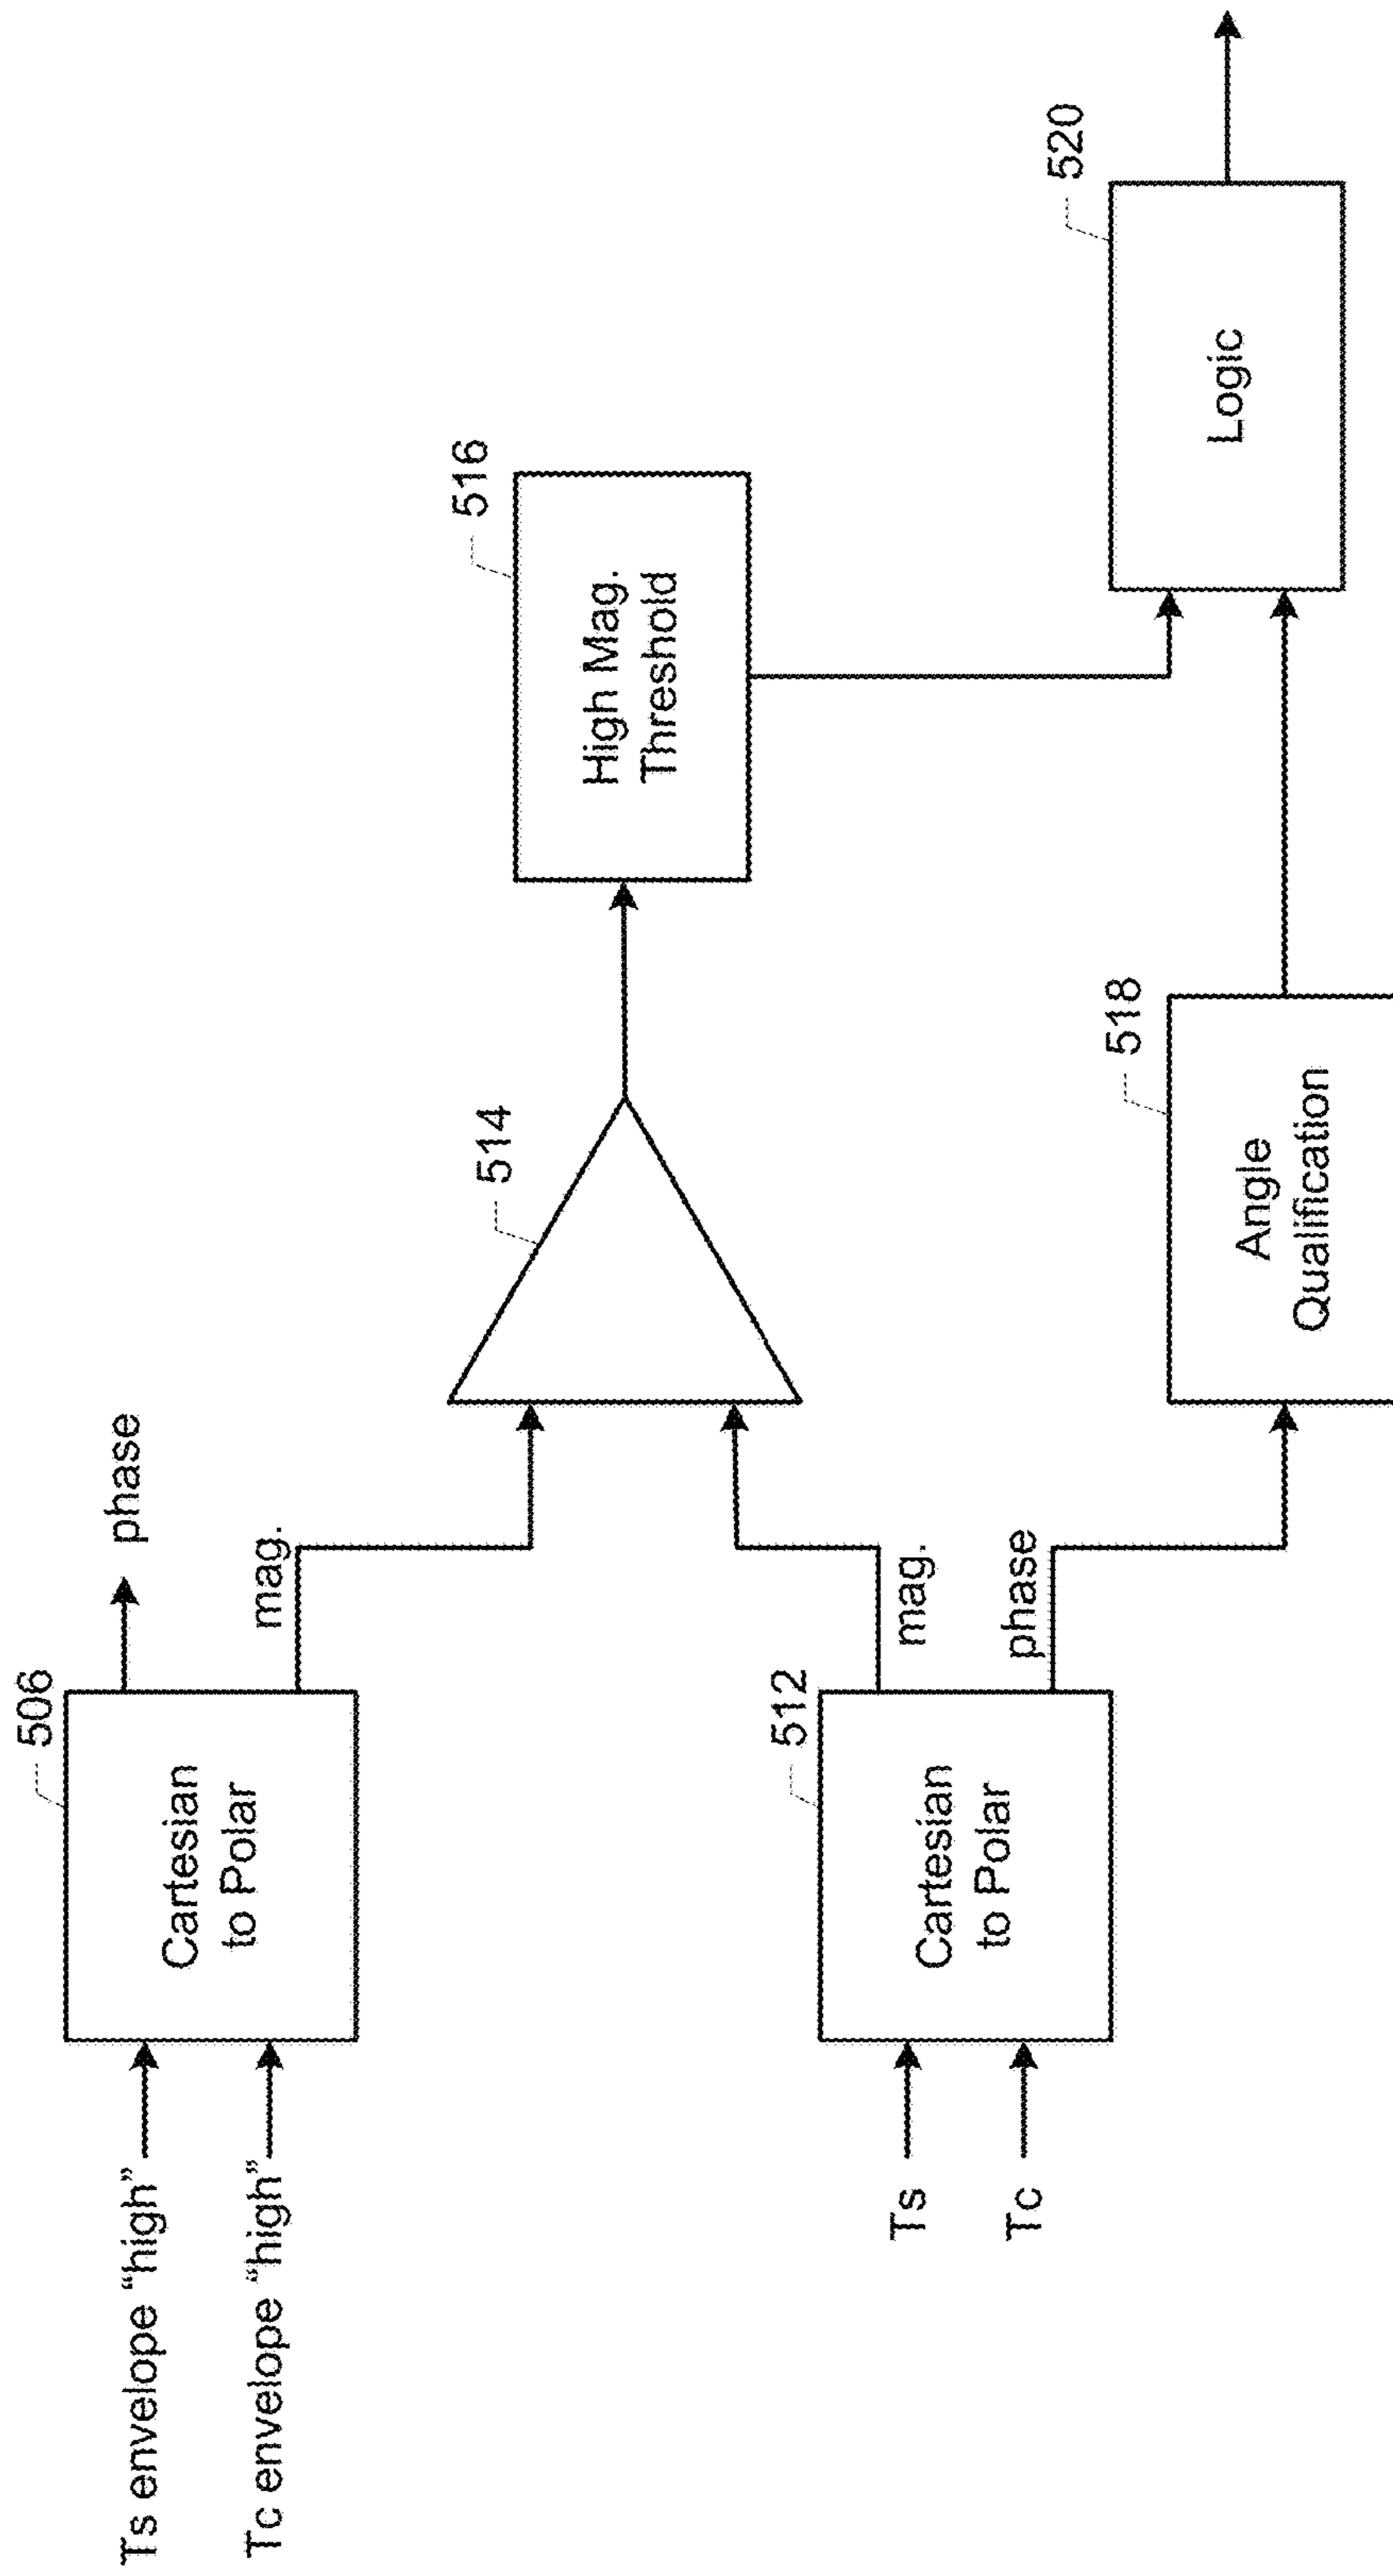 Ts envelope “high”
Tc envelope “high”
506
Cartesian
to Polar
phase
mag.
Ts
Tc
512
Cartesian
to Polar
mag.
phase
514
516
High Mag.
Threshold
518
Angle
Qualification
520
Logic